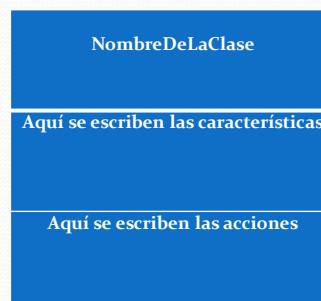 NombreDeLaClase
Aquí se escriben las características
Aquí se escriben las acciones